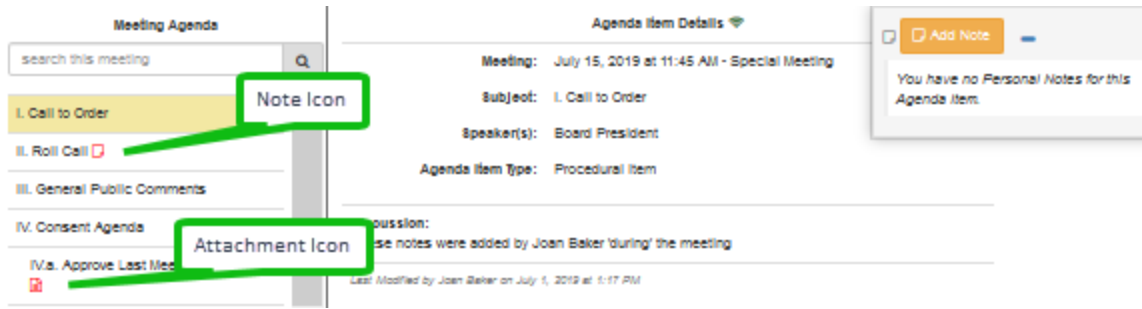 Meeting Agenda
search this meeting
I. Call to Order
II. Roll Call
III. General Public Comments
IV. Consent Agenda
IV.a. Approve Last
Note Icon
Attachment Icon
Agenda Item Details
Meeting: July 15, 2019 at 11:45 AM - Special Meeting
Subject: I. Call to Order
Speaker(s): Board President
Agenda Item Type: Procedural Item
notes were added by Joan Baker 'during' the meeting
Last Modified by Joan Baker on July 1, 2019 at 1:17 PM
Add Note
You have no Personal Notes for this
Agenda Item.